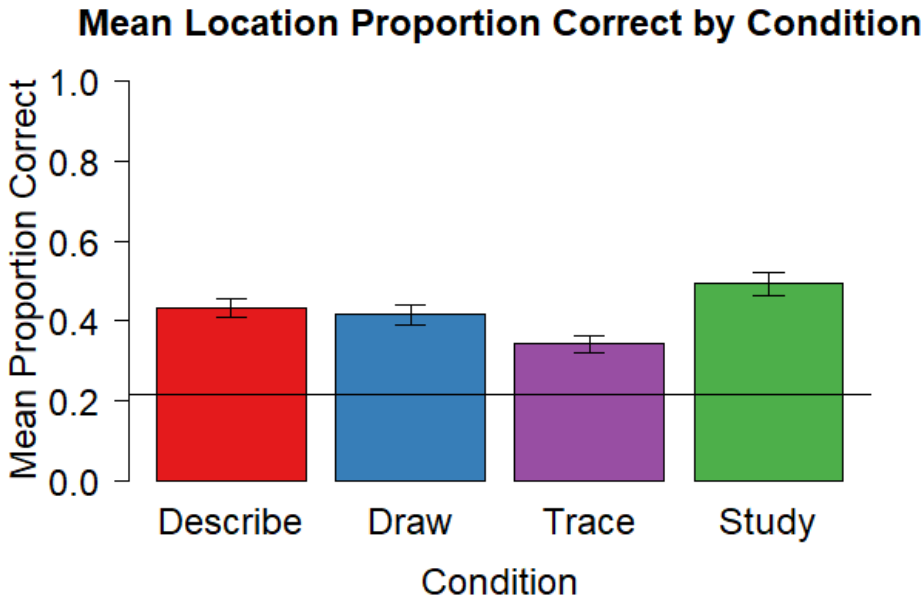 Mean Location Proportion Correct by Condition
Mean Proportion Correct
1.0
0.8
0.6
0.4
0.2
0.0
Describe Draw Trace Study
Condition